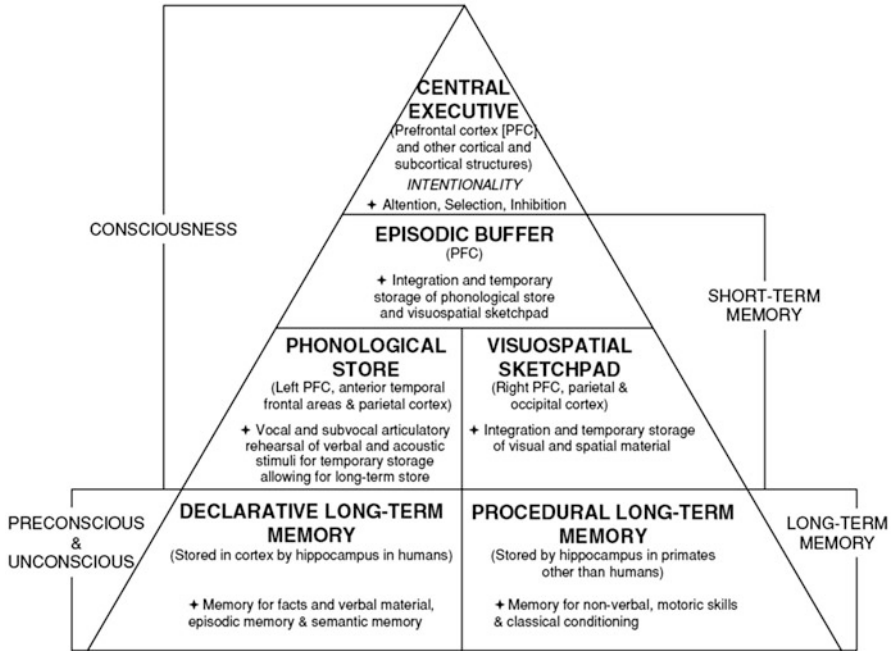 CENTRAL
EXECUTIVE
(Prefrontal cortex [PFC]
and other cortical and
subcortical structures)
INTENTIONALITY
✦ Altention, Selection, Inhibition
CONSCIOUSNESS
EPISODIC BUFFER
(PFC)
✦ Integration and temporary
storage of phonological store
and visuospatial sketchpad
SHORT-TERM
MEMORY
PHONOLOGICAL
STORE
(Left PFC, anterior temporal
frontal areas & parietal cortex)
✦ Vocal and subvocal articulatory
rehearsal of verbal and acoustic
stimuli for temporary storage
allowing for long-term store
VISUOSPATIAL
SKETCHPAD
(Right PFC, parietal &
occipital cortex)
✦ Integration and temporary storage
of visual and spatial material
PRECONSCIOUS
&
UNCONSCIOUS
DECLARATIVE LONG-TERM
MEMORY
(Stored in cortex by hippocampus in humans)
✦ Memory for facts and verbal material,
episodic memory & semantic memory
PROCEDURAL LONG-TERM
MEMORY
(Stored by hippocampus in primates
other than humans)
✦ Memory for non-verbal, motoric skills
& classical conditioning
LONG-TERM
MEMORY